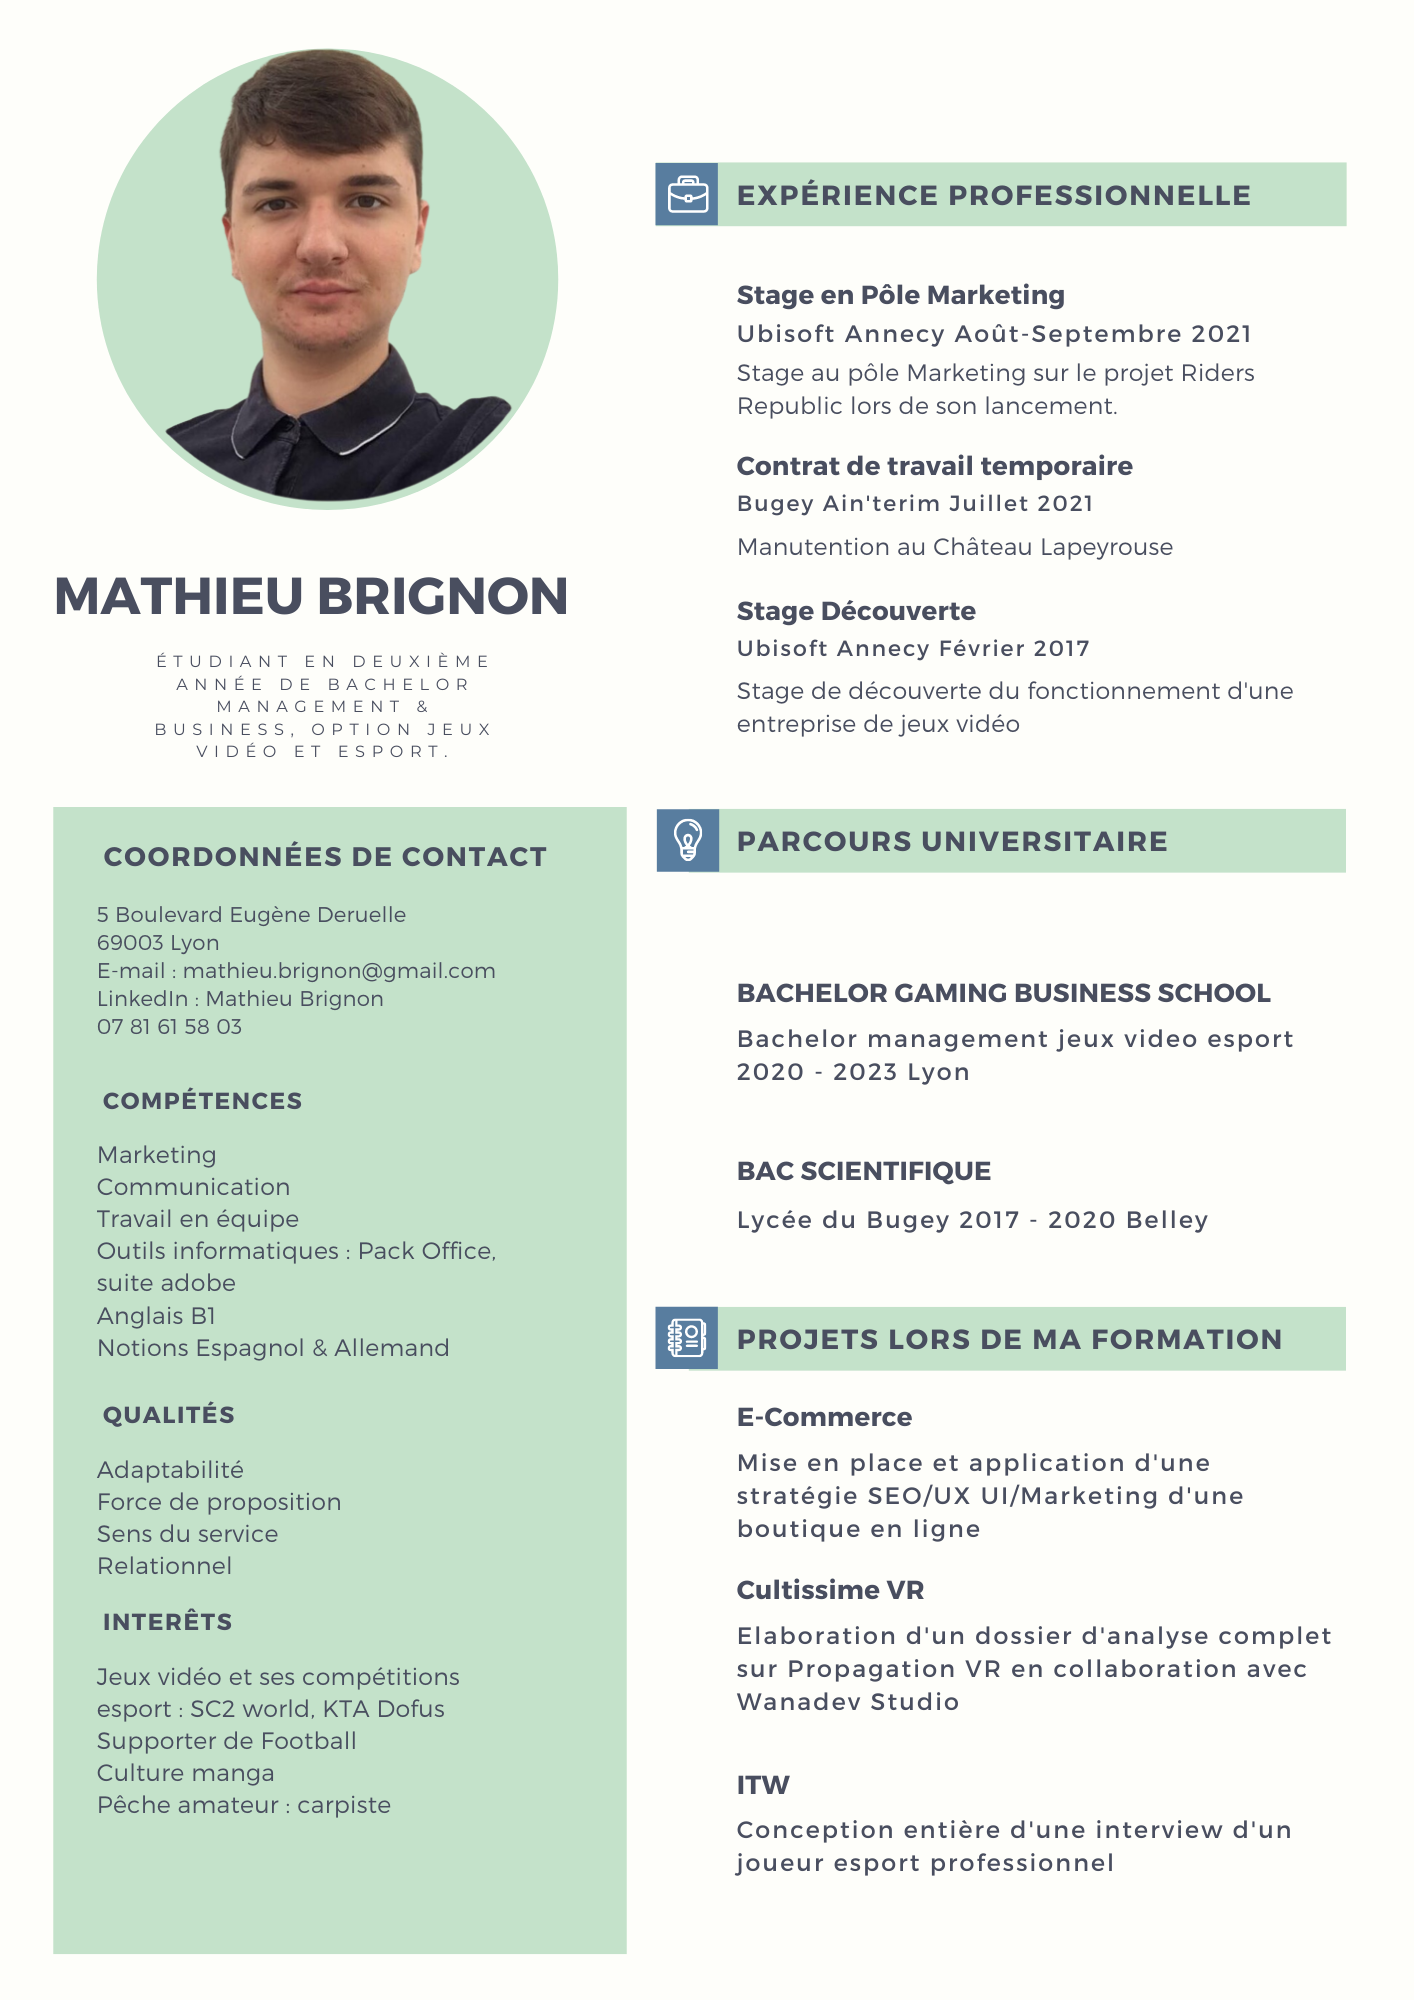 MATHIEU BRIGNON
ÉTUDIANT EN DEUXIÈME
ANNÉE DE BACHELOR
MANAGEMENT &
BUSINESS, OPTION JEUX
VIDÉO ET ESPORT.
COORDONNÉES DE CONTACT
5 Boulevard Eugène Deruelle
69003 Lyon
E-mail : mathieu.brignon@gmail.com
LinkedIn : Mathieu Brignon
07 81 61 58 03
COMPÉTENCES
Marketing
Communication
Travail en équipe
Outils informatiques : Pack Office,
suite adobe
Anglais B1
Notions Espagnol & Allemand
QUALITÉS
Adaptabilité
Force de proposition
Sens du service
Relationnel
INTERÊTS
Jeux vidéo et ses compétitions
esport : SC2 world, KTA Dofus
Supporter de Football
Culture manga
Pêche amateur : carpiste
EXPÉRIENCE PROFESSIONNELLE
Stage en Pôle Marketing
Ubisoft Annecy Août-Septembre 2021
Stage au pôle Marketing sur le projet Riders
Republic lors de son lancement.
Contrat de travail temporaire
Bugey Ain'terim Juillet 2021
Manutention au Château Lapeyrouse
Stage Découverte
Ubisoft Annecy Février 2017
Stage de découverte du fonctionnement d'une
entreprise de jeux vidéo
PARCOURS UNIVERSITAIRE
BACHELOR GAMING BUSINESS SCHOOL
Bachelor management jeux video esport
2020 - 2023 Lyon
BAC SCIENTIFIQUE
Lycée du Bugey 2017 - 2020 Belley
PROJETS LORS DE MA FORMATION
E-Commerce
Mise en place et application d'une
stratégie SEO/UX UI/Marketing d'une
boutique en ligne
Cultissime VR
Elaboration d'un dossier d'analyse complet
sur Propagation VR en collaboration avec
Wanadev Studio
ITW
Conception entière d'une interview d'un
joueur esport professionnel